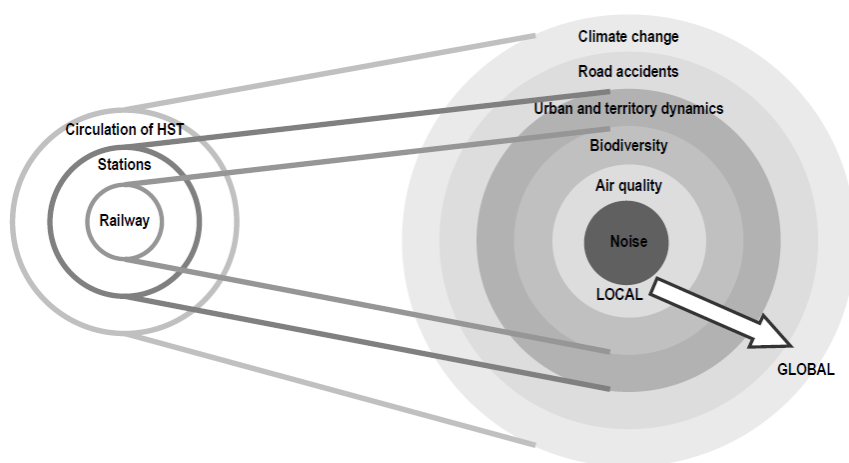 Circulation of HST
Stations
Railway
Climate change
Road accidents
Urban and territory dynamics
Biodiversity
Air quality
Noise
LOCAL
GLOBAL